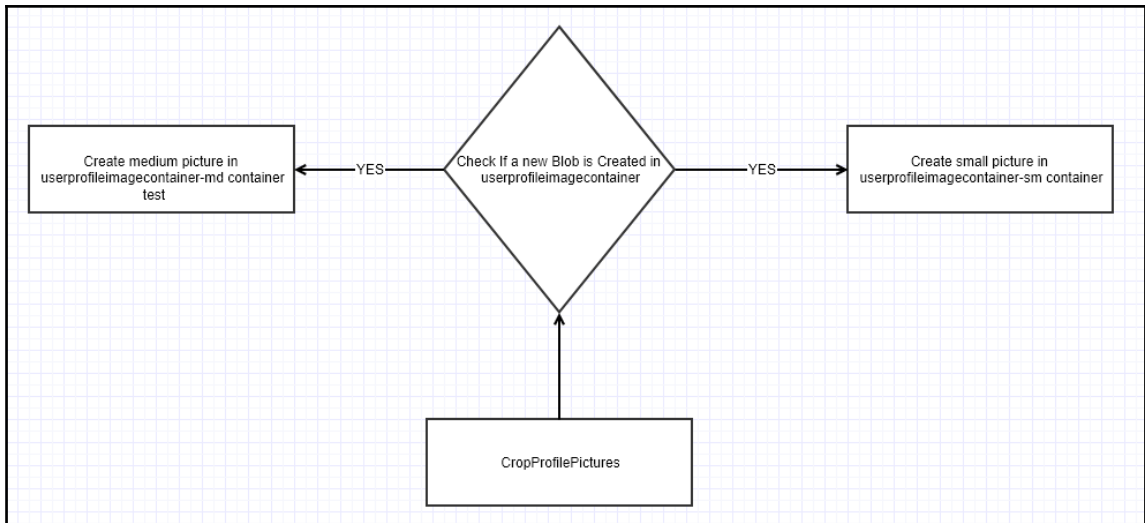 Create medium picture in
userprofileimagecontainer-md container
test
YES
Check If a new Blob is Created in
userprofileimagecontainer
YES
Create small picture in
userprofileimagecontainer-sm container
CropProfilePictures